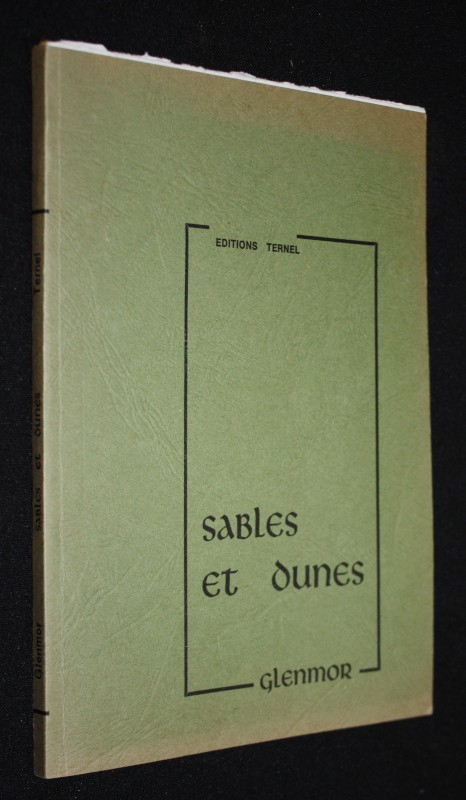 EDITIONS TERNEL
SABLES
ET DUNES
GLENMOR
Glenmor sables et dunes Ternel